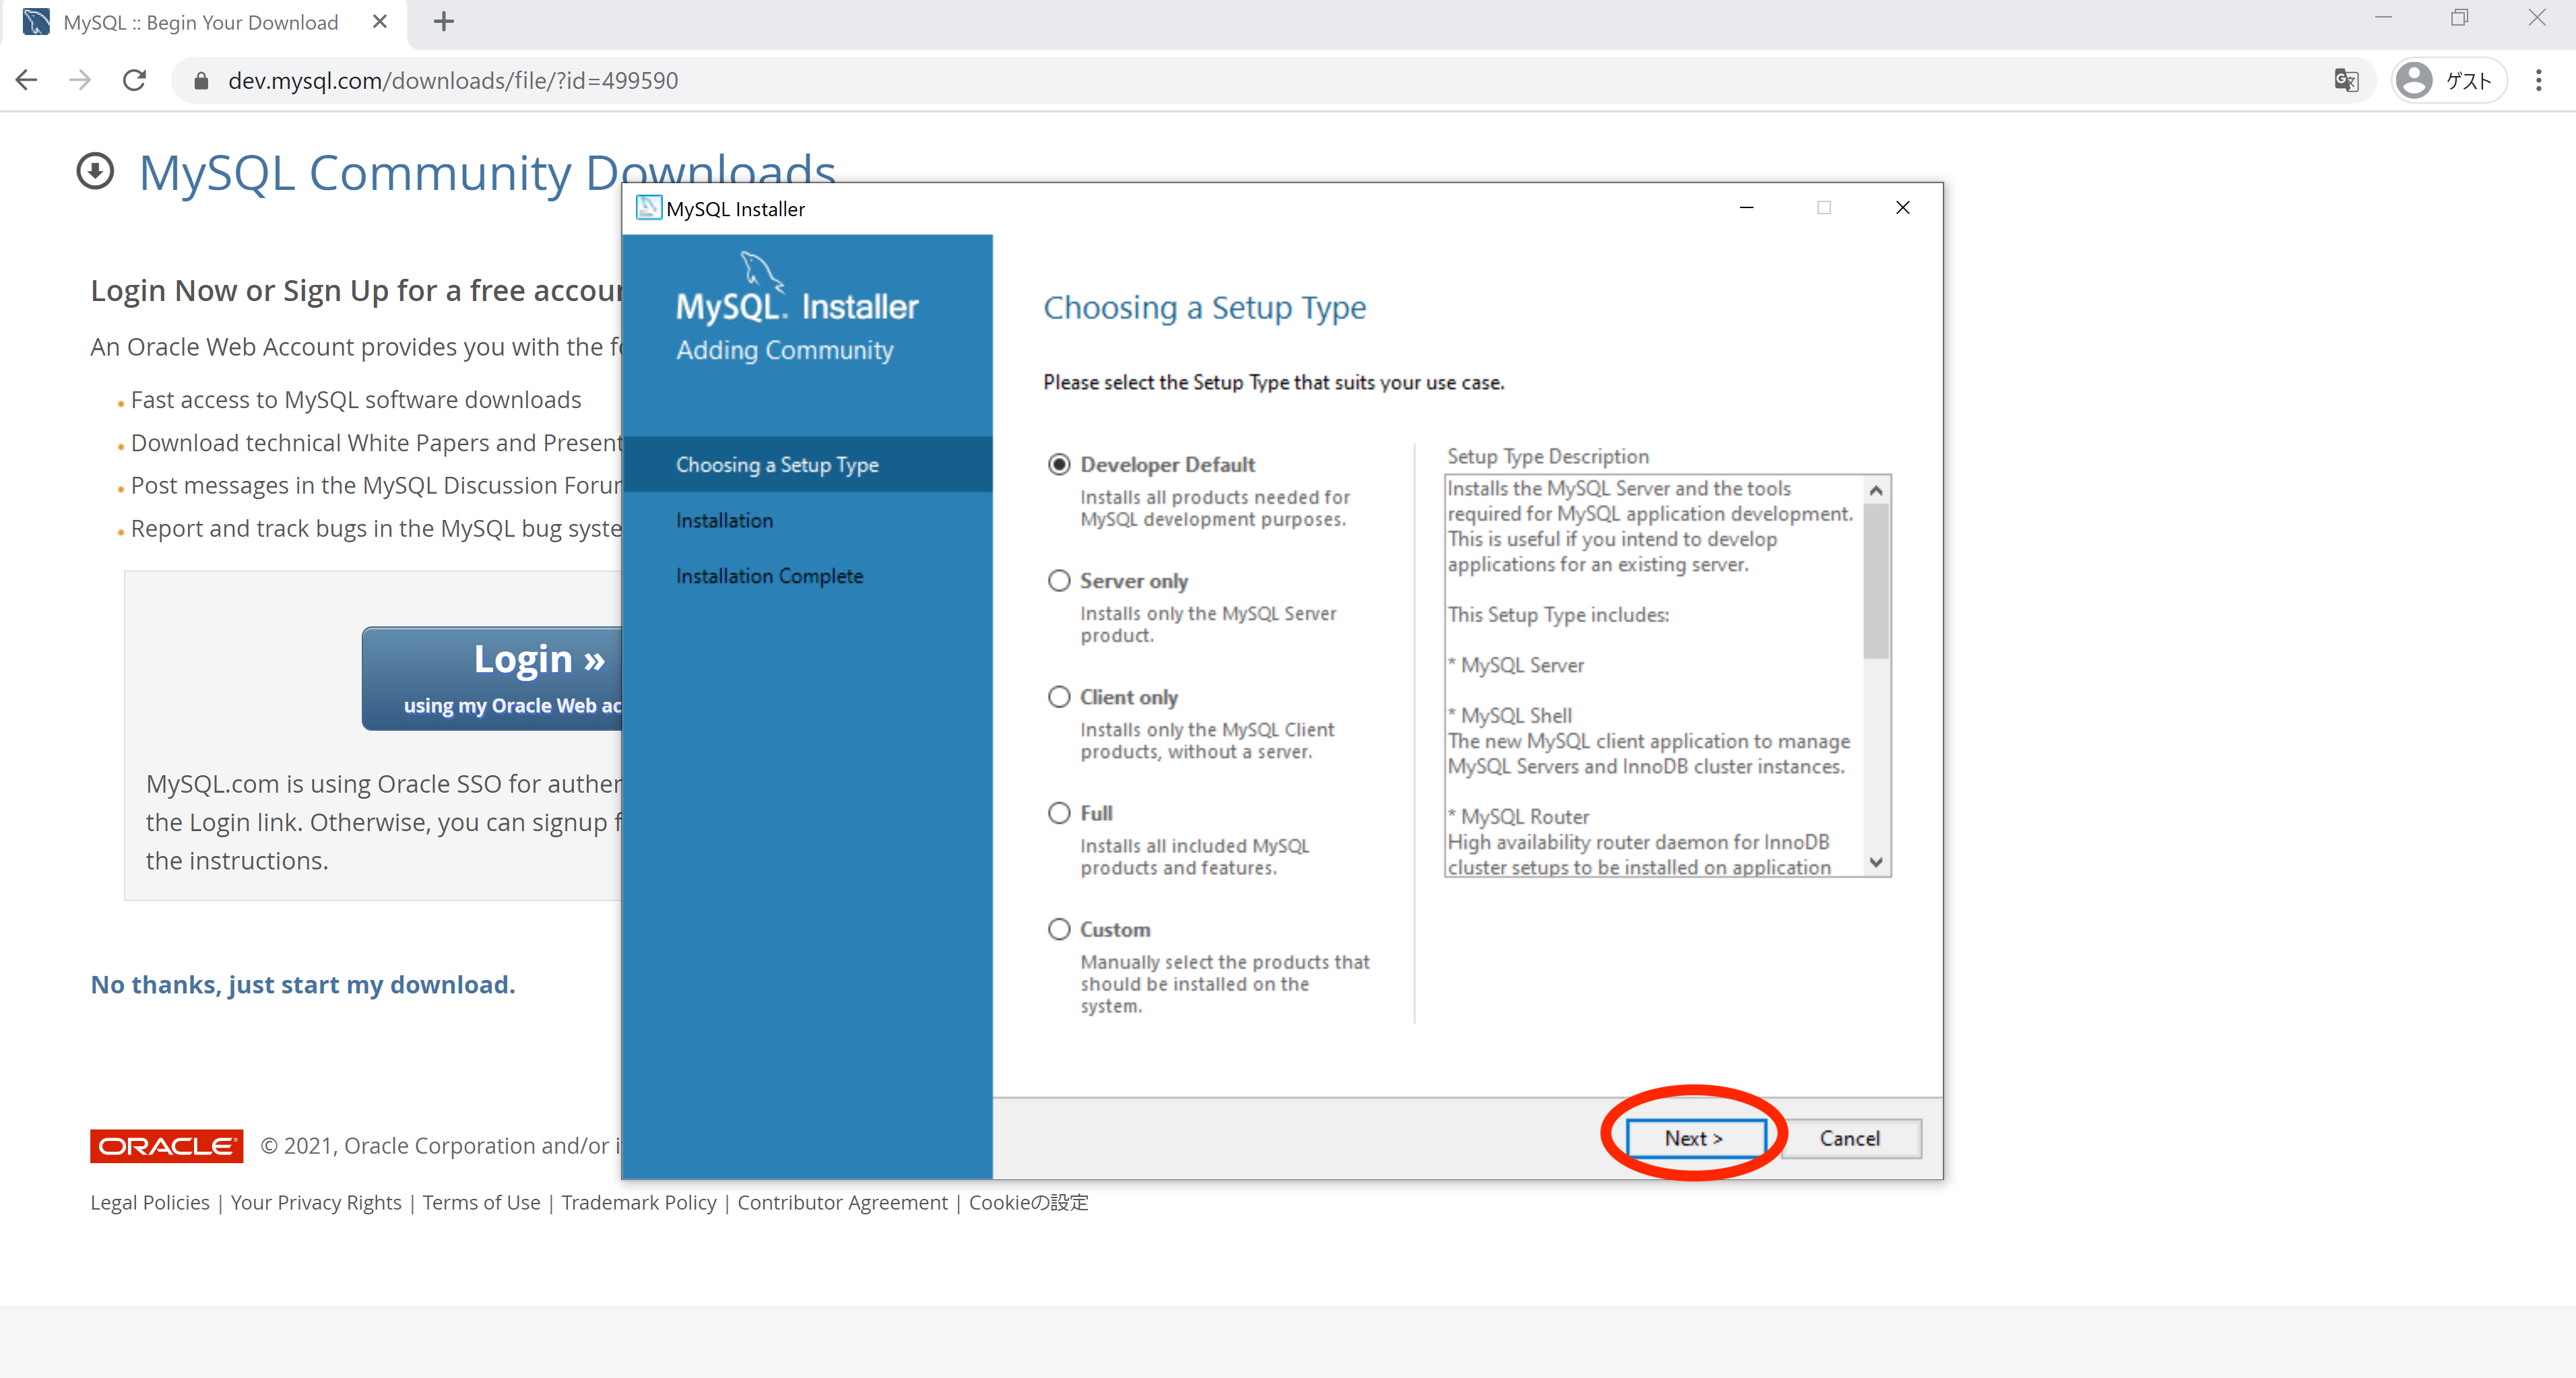 MySQL :: Begin Your Download
dev.mysql.com/downloads/file/?id=499590
ゲスト
MySQL Community Downloads
Login Now or Sign Up for a free accou
An Oracle Web Account provides you with the f
Fast access to MySQL software downloads
Download technical White Papers and Present
Post messages in the MySQL Discussion Forur
Report and track bugs in the MySQL bug syste
Login »
using my Oracle Web ac
MySQL.com is using Oracle SSO for auther
the Login link. Otherwise, you can signup f
the instructions.
No thanks, just start my download.
ORACLE © 2021, Oracle Corporation and/or i
Legal Policies | Your Privacy Rights | Terms of Use | Trademark Policy | Contributor Agreement | Cookieの設定
MySQL Installer
MySQL. Installer
Adding Community
Choosing a Setup Type
Installation
Installation Complete
Choosing a Setup Type
Please select the Setup Type that suits your use case.
Developer Default
Installs all products needed for
MySQL development purposes.
Server only
Installs only the MySQL Server
product.
Client only
Installs only the MySQL Client
products, without a server.
Full
Installs all included MySQL
products and features.
Custom
Manually select the products that
should be installed on the
system.
Setup Type Description
Installs the MySQL Server and the tools
required for MySQL application development.
This is useful if you intend to develop
applications for an existing server.
This Setup Type includes:
* MySQL Server
* MySQL Shell
The new MySQL client application to manage
MySQL Servers and InnoDB cluster instances.
* MySQL Router
High availability router daemon for InnoDB
cluster setups to be installed on application
Next >
Cancel